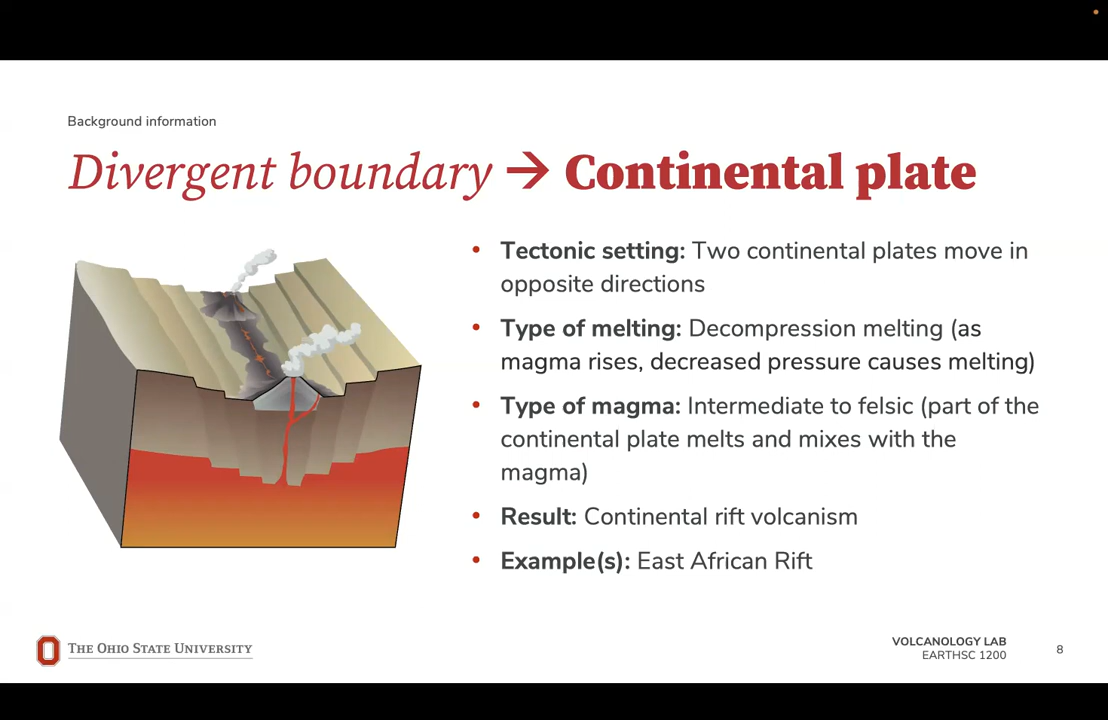 Background information
Divergent boundary → Continental plate
• Tectonic setting: Two continental plates move in
opposite directions
• Type of melting: Decompression melting (as
magma rises, decreased pressure causes melting)
• Type of magma: Intermediate to felsic (part of the
continental plate melts and mixes with the
magma)
• Result: Continental rift volcanism
• Example(s): East African Rift
THE OHIO STATE UNIVERSITY
VOLCANOLOGY LAB
EARTHSC 1200
8